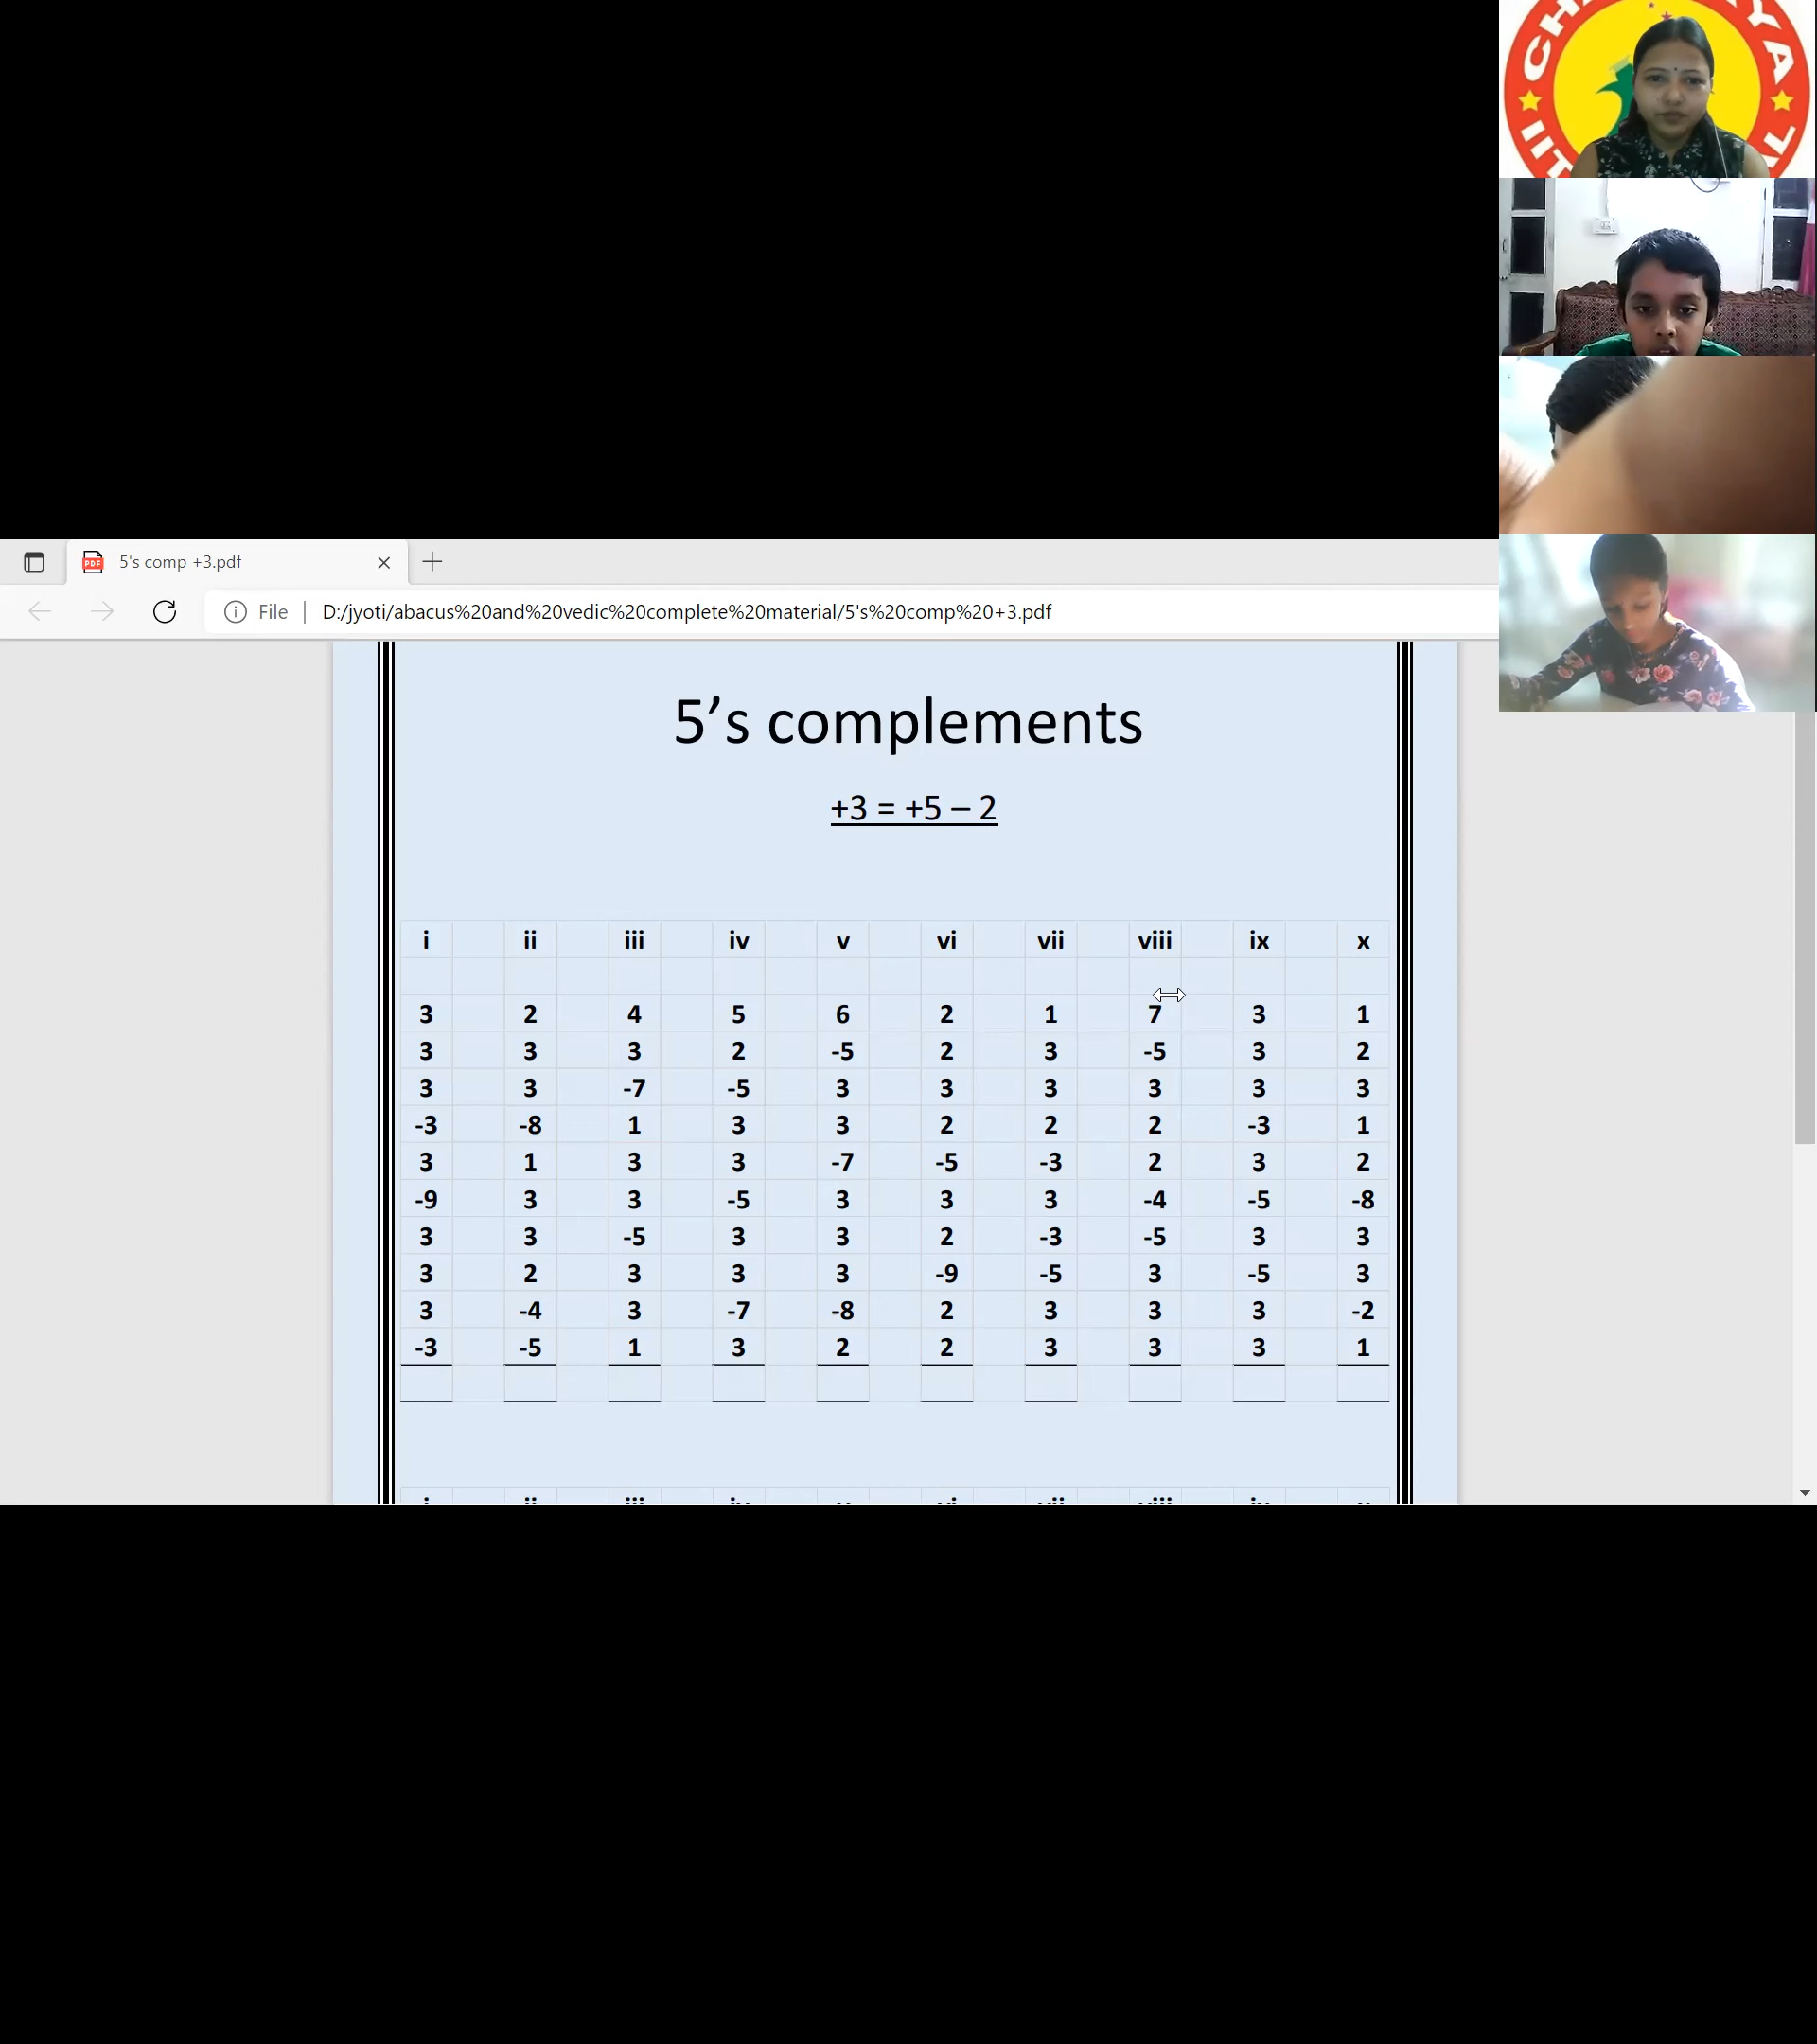 5's comp +3.pdf
File D:/jyoti/abacus%20and%20vedic%20complete%20material/5's%20comp%20+3.pdf
5’s complements
+3 = +5 – 2
i ii iii iv v vi vii viii ix x
3 2 4 5 6 2 1 7 3 1
3 3 3 2 -5 2 3 -5 3 2
3 3 -7 -5 3 3 3 3 3 3
-3 -8 1 3 3 2 2 2 -3 1
3 1 3 3 -7 -5 -3 2 3 2
-9 3 3 -5 3 3 3 -4 -5 -8
3 3 -5 3 3 2 -3 -5 3 3
3 2 3 3 3 -9 -5 3 -5 3
3 -4 3 -7 -8 2 3 3 3 -2
-3 -5 1 3 2 2 3 3 3 1